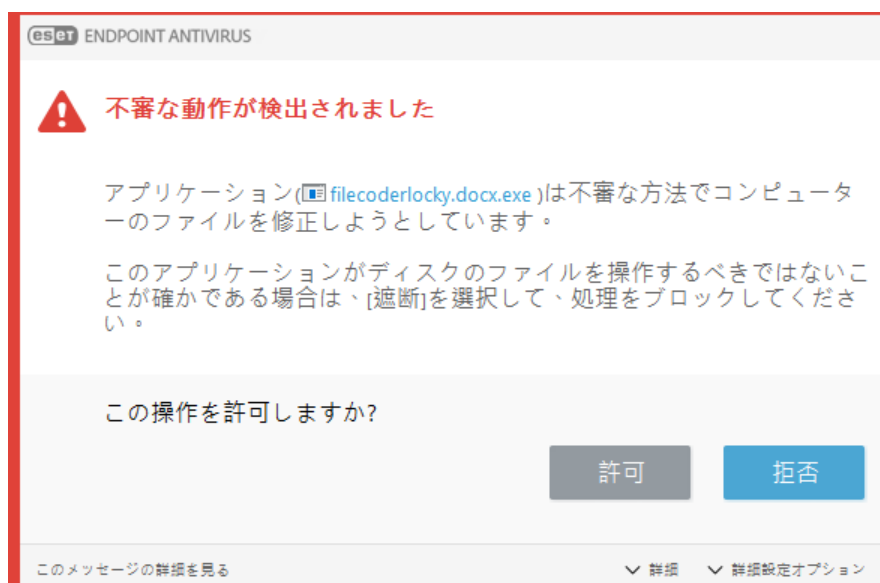 eset ENDPOINT ANTIVIRUS
不審な動作が検出されました
アプリケーション(filecoderlocky.docx.exe )は不審な方法でコンピュータ
ーのファイルを修正しようとしています。
このアプリケーションがディスクのファイルを操作するべきではないこ
とが確かである場合は、[遮断]を選択して、処理をブロックしてくださ
い。
この操作を許可しますか?
許可 拒否
このメッセージの詳細を見る 詳細 詳細設定オプション